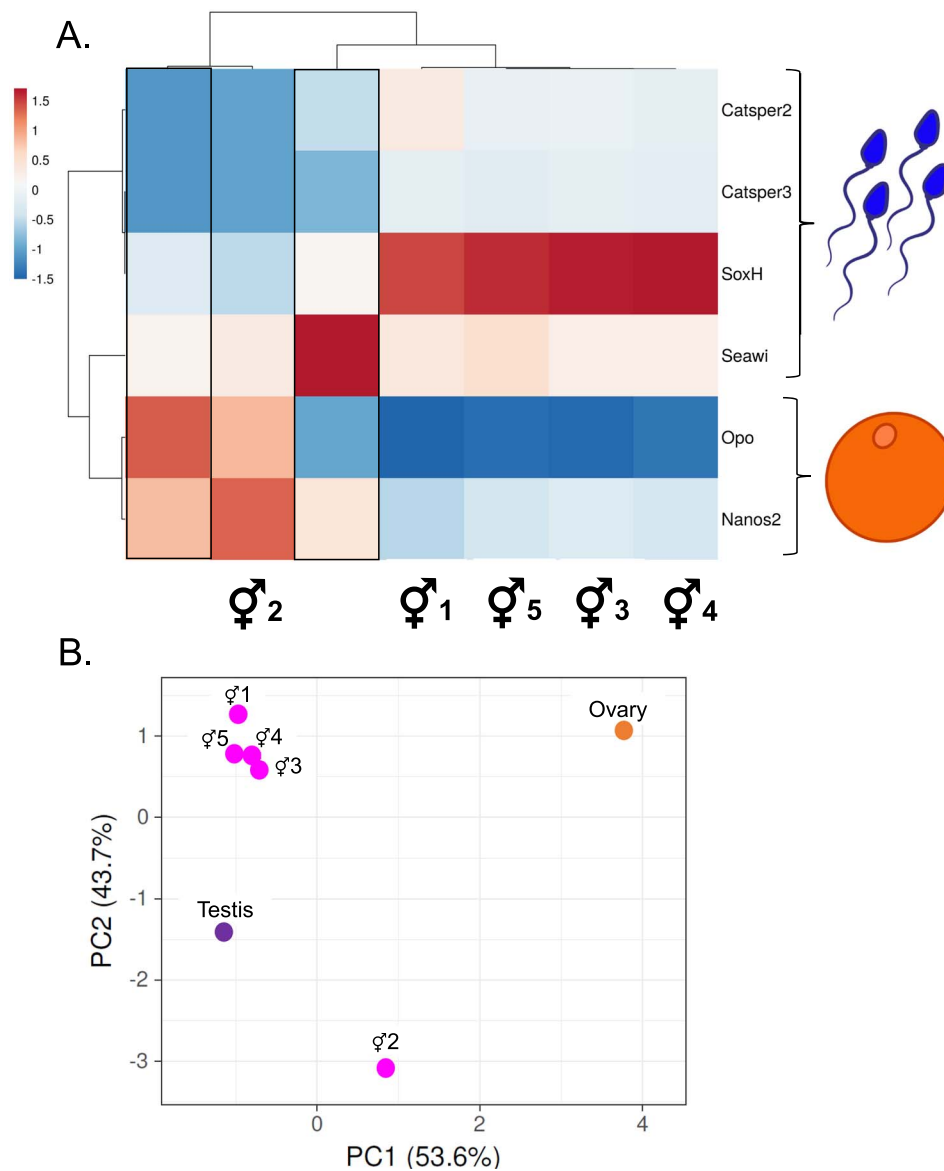 A.
1.5
1
0.5
0
-0.5
-1
-1.5
Catsper2
Catsper3
SoxH
Seawi
Opo
Nanos2
⚥2 ⚥1 ⚥5 ⚥3 ⚥4
B.
PC2 (43.7%)
1
0
-1
-2
-3
⚥1
⚥5 ⚥4
⚥3
Ovary
Testis
⚥2
0 2 4
PC1 (53.6%)